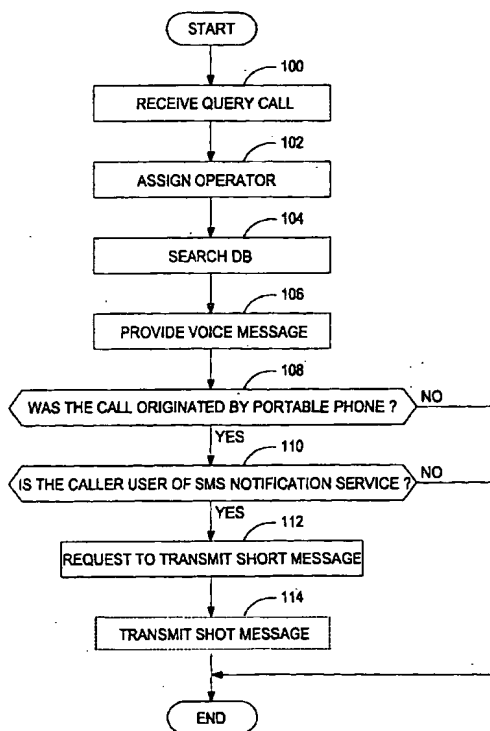 START
100
RECEIVE QUERY CALL
102
ASSIGN OPERATOR
104
SEARCH DB
106
PROVIDE VOICE MESSAGE
108
WAS THE CALL ORIGINATED BY PORTABLE PHONE ?
NO
YES
110
IS THE CALLER USER OF SMS NOTIFICATION SERVICE ?
NO
YES
112
REQUEST TO TRANSMIT SHORT MESSAGE
114
TRANSMIT SHOT MESSAGE
END